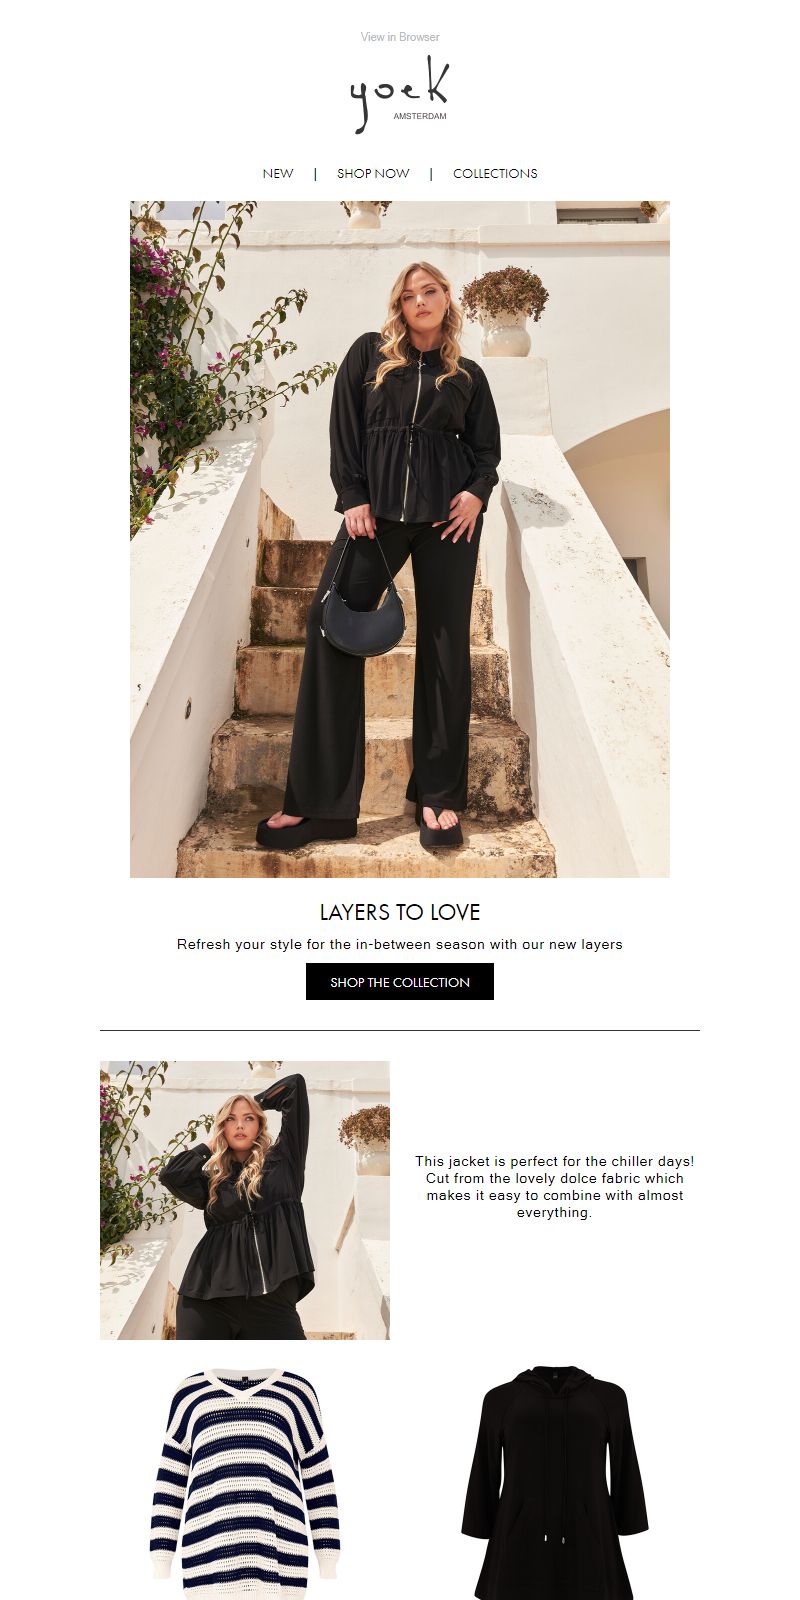 View in Browser
yoek
AMSTERDAM
NEW | SHOP NOW | COLLECTIONS
LAYERS TO LOVE
Refresh your style for the in-between season with our new layers
SHOP THE COLLECTION
This jacket is perfect for the chiller days!
Cut from the lovely dolce fabric which
makes it easy to combine with almost
everything.